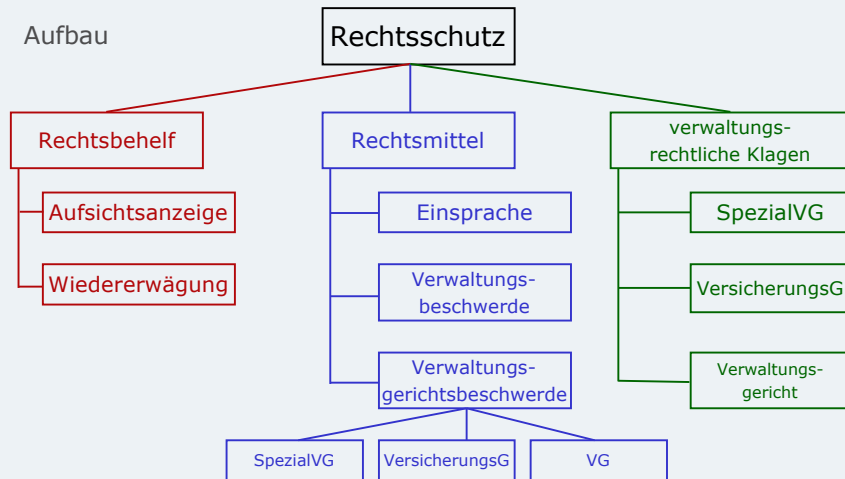 Aufbau
Rechtsschutz
Rechtsbehelf
Rechtsmittel
verwaltungs-
rechtliche Klagen
Aufsichtsanzeige
Einsprache
SpezialVG
Wiedererwägung
Verwaltungs-
beschwerde
VersicherungsG
Verwaltungs-
gerichtsbeschwerde
Verwaltungs-
gericht
SpezialVG
VersicherungsG
VG